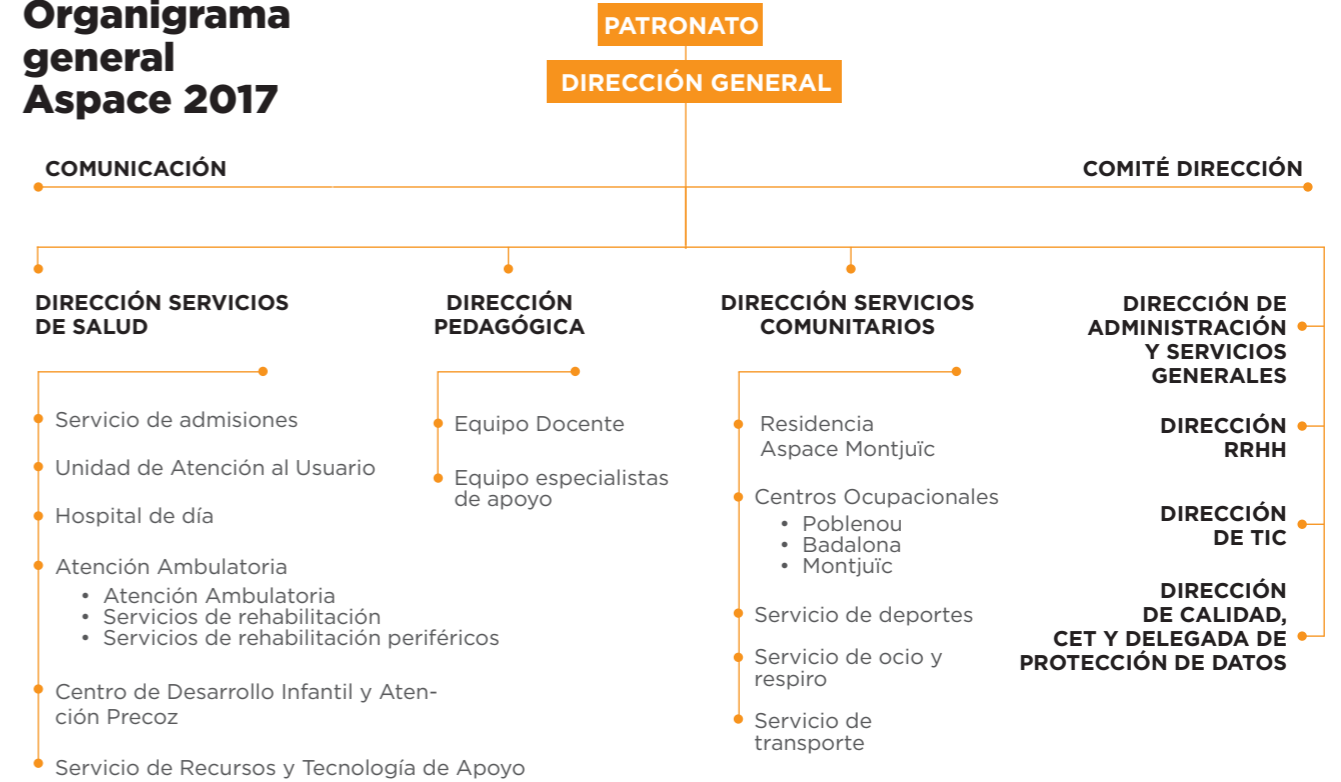 Organigrama
general
Aspace 2017
PATRONATO
DIRECCIÓN GENERAL
COMUNICACIÓN
COMITÉ DIRECCIÓN
DIRECCIÓN SERVICIOS
DE SALUD
Servicio de admisiones
Unidad de Atención al Usuario
Hospital de día
Atención Ambulatoria
• Atención Ambulatoria
• Servicios de rehabilitación
• Servicios de rehabilitación periféricos
Centro de Desarrollo Infantil y Aten-
ción Precoz
Servicio de Recursos y Tecnología de Apoyo
DIRECCIÓN
PEDAGÓGICA
Equipo Docente
Equipo especialistas
de apoyo
DIRECCIÓN SERVICIOS
COMUNITARIOS
Residencia
Aspace Montjuïc
Centros Ocupacionales
• Poblenou
• Badalona
• Montjuïc
Servicio de deportes
Servicio de ocio y
respiro
Servicio de
transporte
DIRECCIÓN DE
ADMINISTRACIÓN
Y SERVICIOS
GENERALES
DIRECCIÓN
RRHH
DIRECCIÓN
DE TIC
DIRECCIÓN
DE CALIDAD,
CET Y DELEGADA DE
PROTECCIÓN DE DATOS